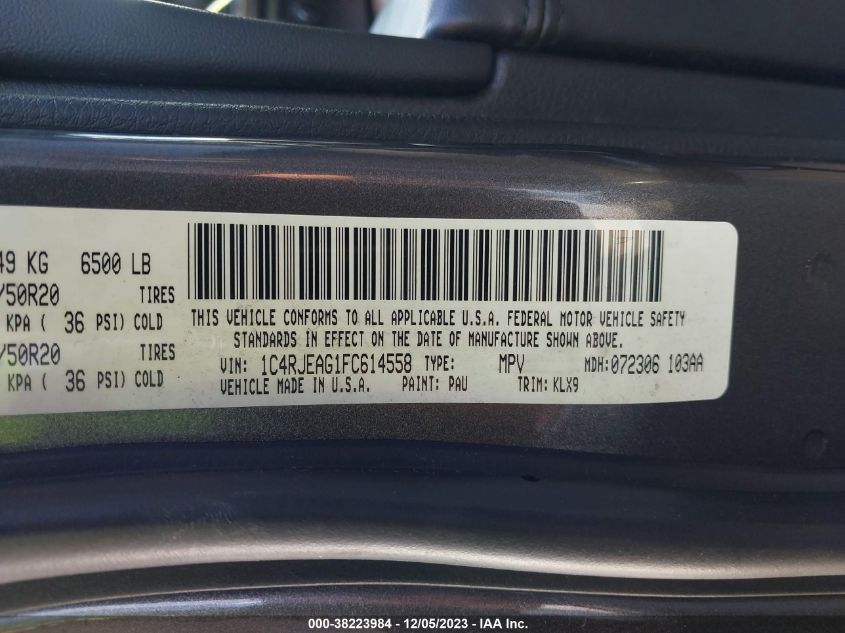 49 KG 6500 LB
/50R20 TIRES
KPA ( 36 PSI) COLD
/50R20 TIRES
KPA ( 36 PSI) COLD
THIS VEHICLE CONFORMS TO ALL APPLICABLE U.S.A. FEDERAL MOTOR VEHICLE SAFETY
STANDARDS IN EFFECT ON THE DATE OF MANUFACTURE SHOWN ABOVE.
VIN: 1C4RJEAG1FC614558 TYPE: MPV MDH:072306 103AA
VEHICLE MADE IN U.S.A. PAINT: PAU TRIM: KLX9
000-38223984 - 12/05/2023 - IAA Inc.